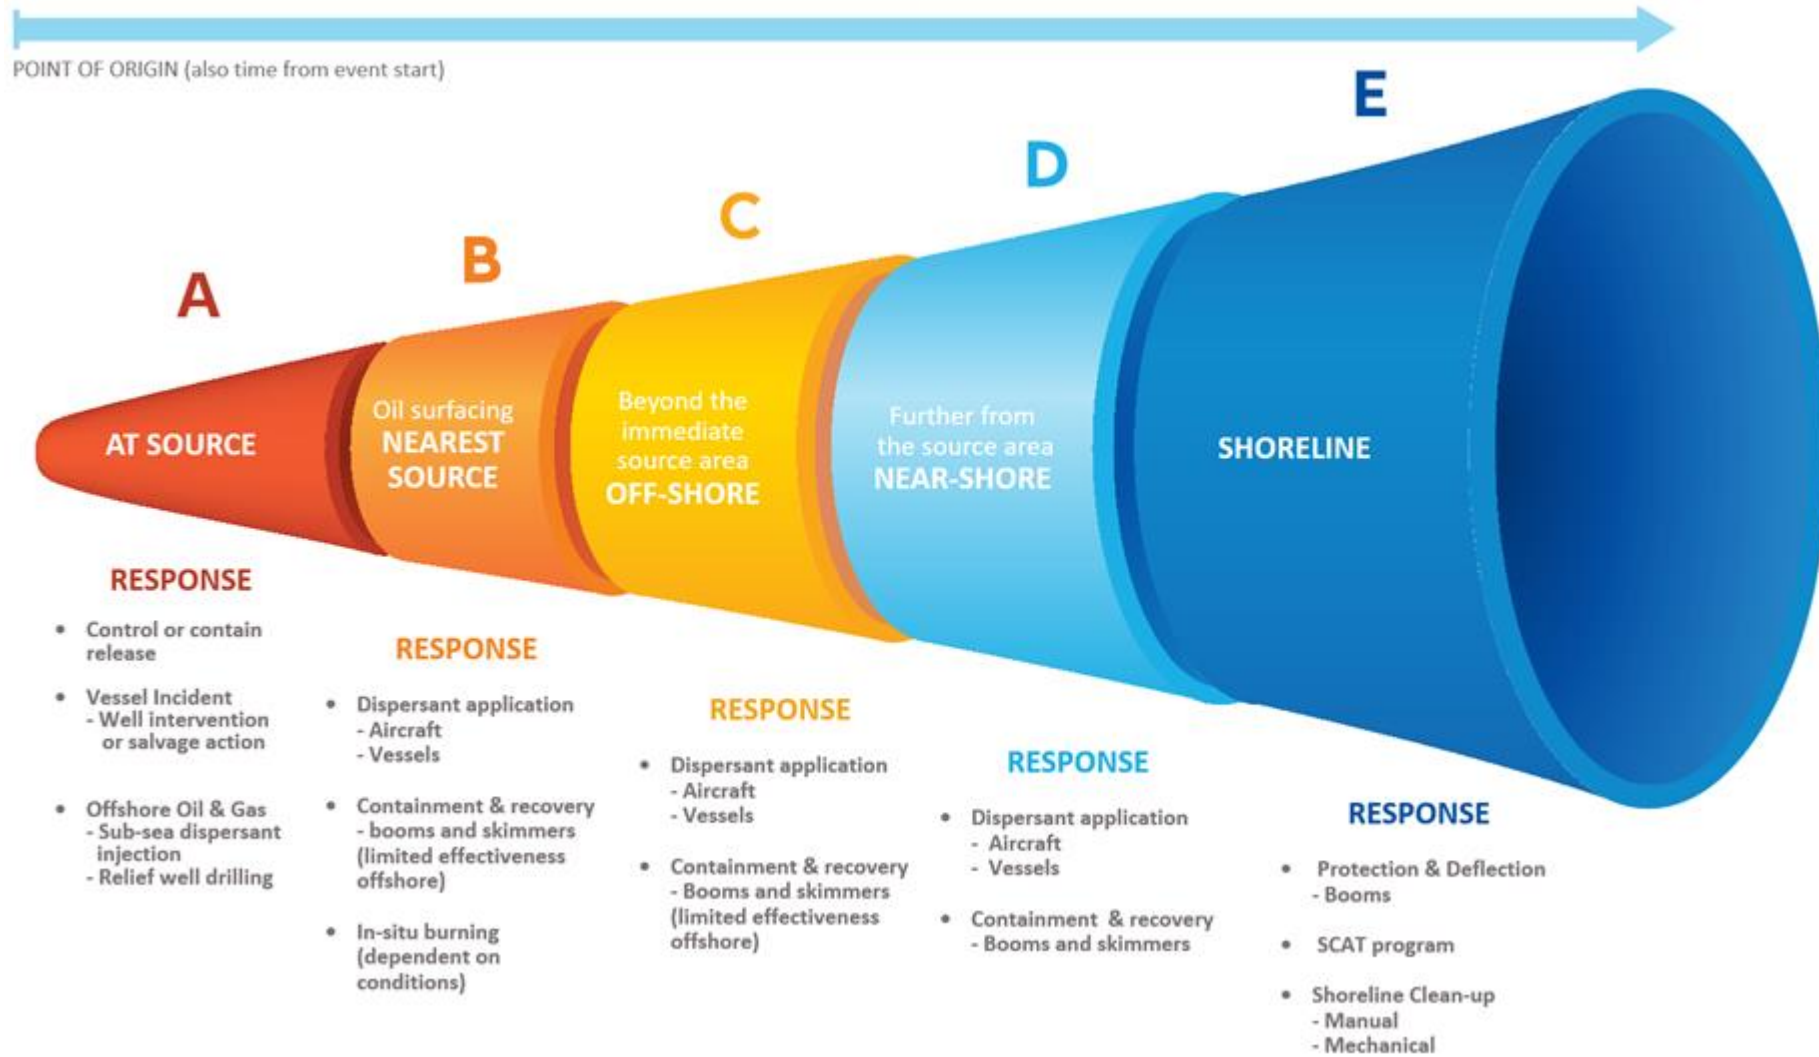 POINT OF ORIGIN (also time from event start)
A
AT SOURCE
RESPONSE
• Control or contain
release
• Vessel Incident
- Well intervention
or salvage action
• Offshore Oil & Gas
- Sub-sea dispersant
injection
- Relief well drilling
B
Oil surfacing
NEAREST
SOURCE
RESPONSE
• Dispersant application
- Aircraft
- Vessels
• Containment & recovery
- booms and skimmers
(limited effectiveness
offshore)
• In-situ burning
(dependent on
conditions)
C
Beyond the
immediate
source area
OFF-SHORE
RESPONSE
• Dispersant application
- Aircraft
- Vessels
• Containment & recovery
- Booms and skimmers
(limited effectiveness
offshore)
D
Further from
the source area
NEAR-SHORE
RESPONSE
• Dispersant application
- Aircraft
- Vessels
• Containment & recovery
- Booms and skimmers
E
SHORELINE
RESPONSE
• Protection & Deflection
- Booms
• SCAT program
• Shoreline Clean-up
- Manual
- Mechanical